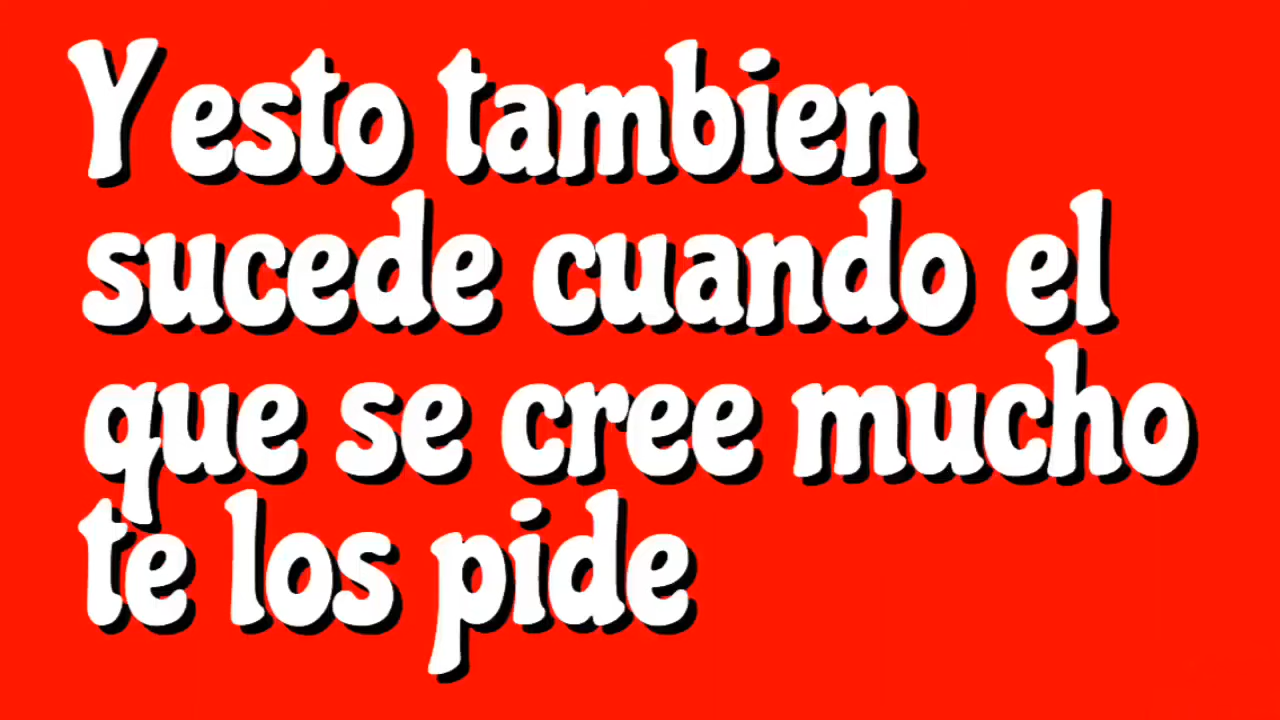 Y esto tambien
sucede cuando el
que se cree mucho
te los pide